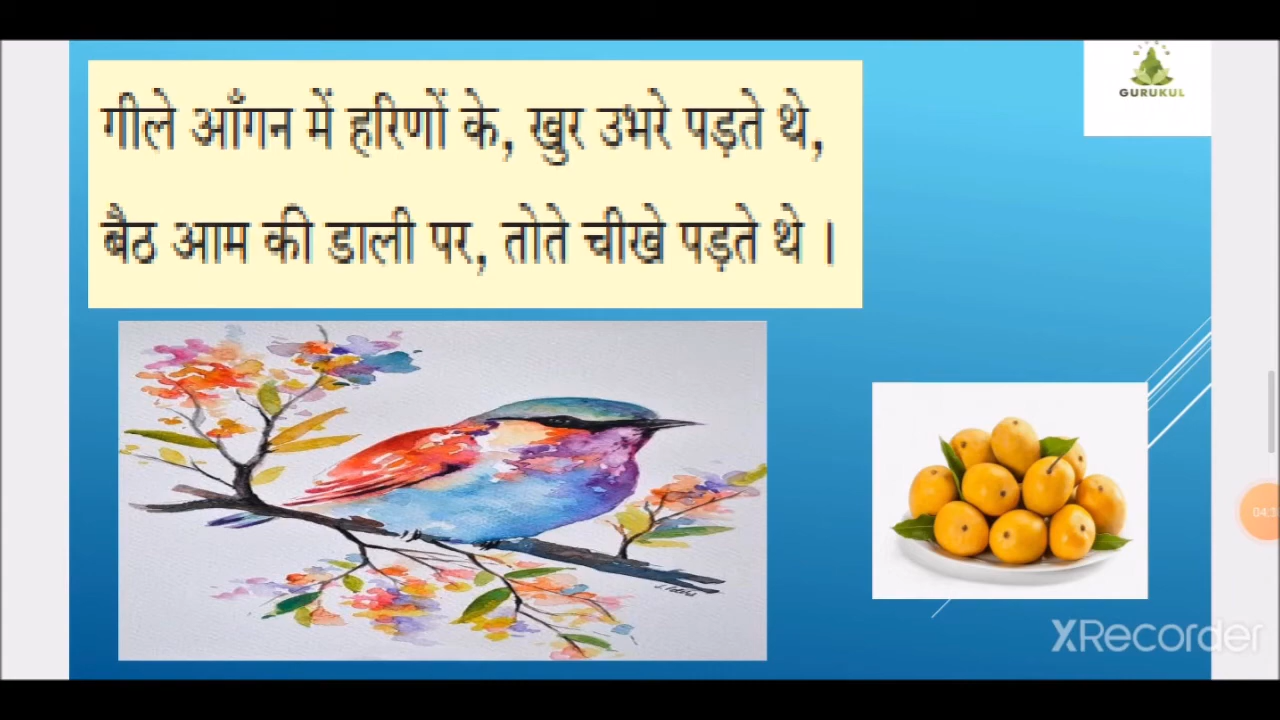 गीले आँगन में हरिणों के, खुर उभरे पड़ते थे,
बैठ आम की डाली पर, तोते चीखे पड़ते थे ।
GURUKUL
XRecorder